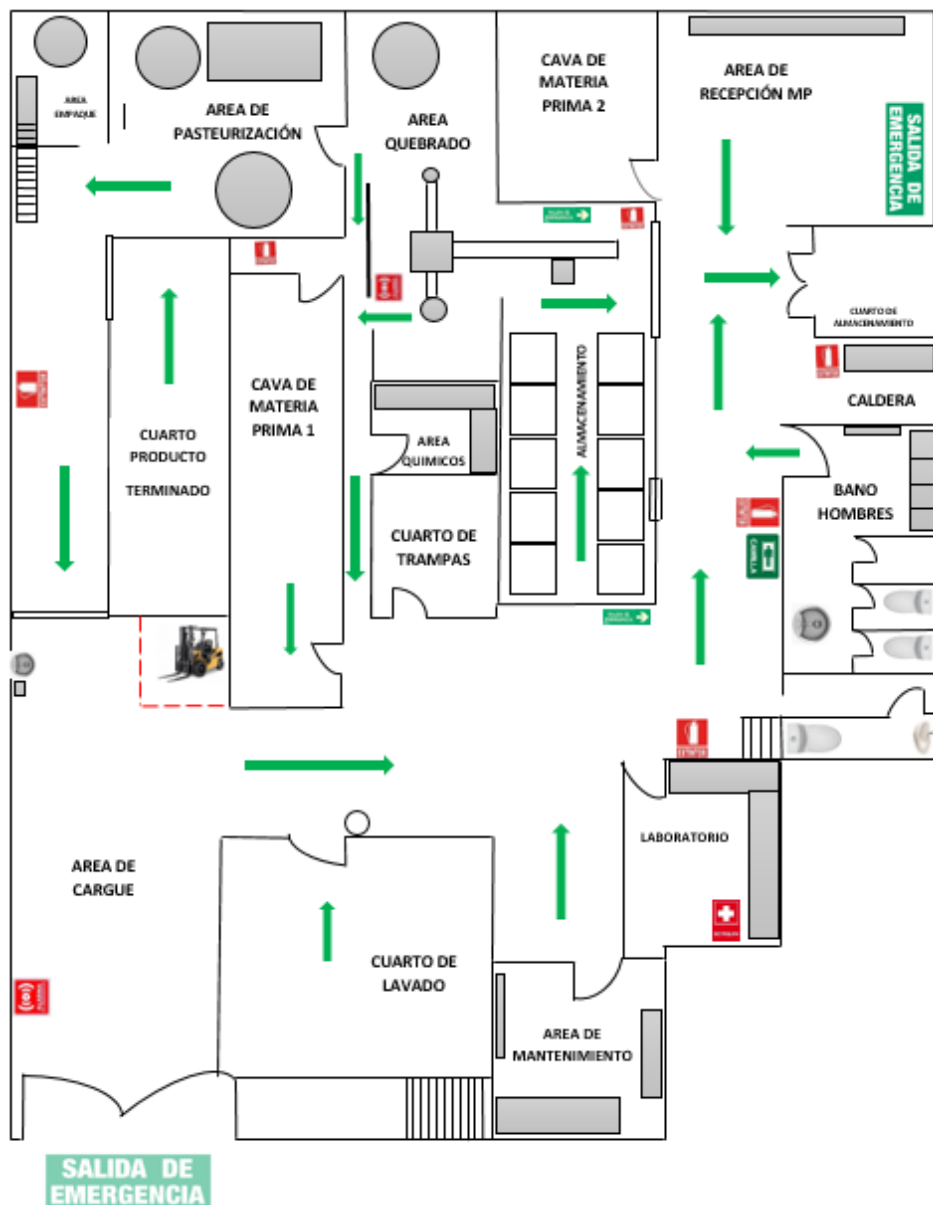 CAVA DE
MATERIA
PRIMA 2
AREA DE
RECEPCIÓN MP
AREA
EMPAQUE
AREA DE
PASTEURIZACIÓN
AREA
QUEBRADO
SALIDA DE
EMERGENCIA
CUARTO DE
ALMACENAMIENTO
CALDERA
CAVA DE
MATERIA
PRIMA 1
ALMACENAMIENTO
CUARTO
PRODUCTO
TERMINADO
AREA
QUIMICOS
BANO
HOMBRES
CUARTO DE
TRAMPAS
CAMILLA
EXTINTOR
LABORATORIO
AREA DE
CARGUE
CUARTO DE
LAVADO
AREA DE
MANTENIMIENTO
SALIDA DE
EMERGENCIA